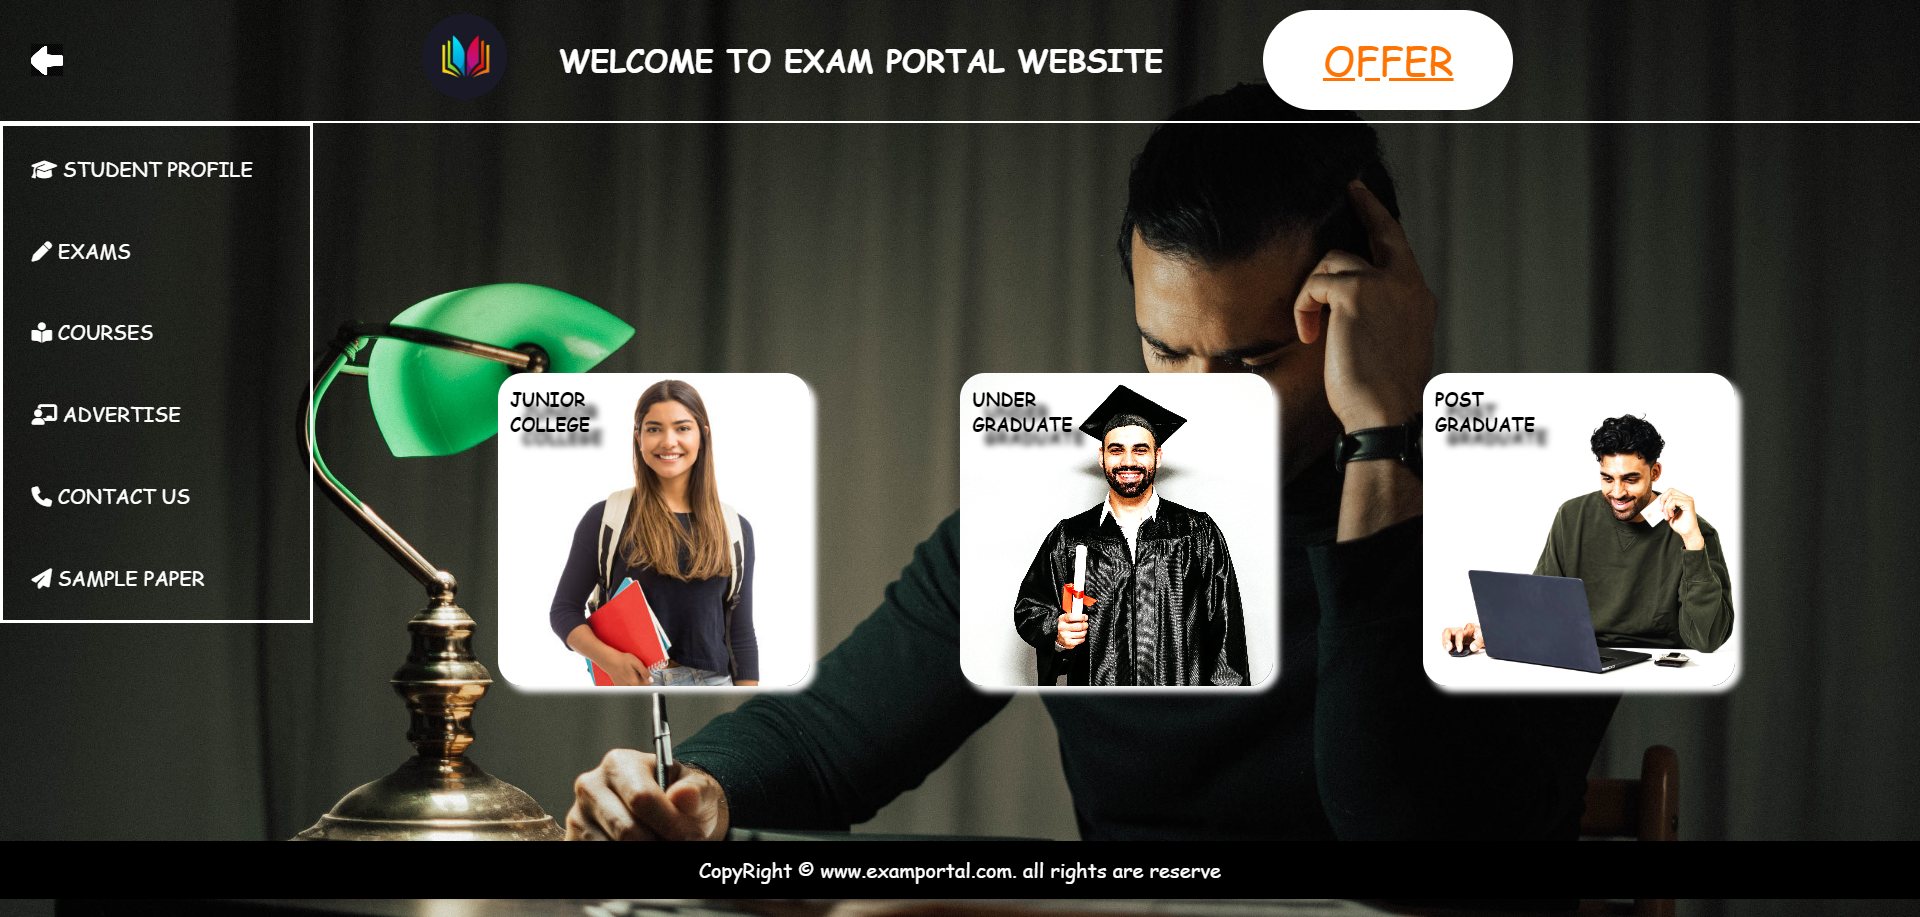 WELCOME TO EXAM PORTAL WEBSITE
OFFER
STUDENT PROFILE
EXAMS
COURSES
ADVERTISE
CONTACT US
SAMPLE PAPER
JUNIOR
COLLEGE
UNDER
GRADUATE
POST
GRADUATE
CopyRight © www.examportal.com. all rights are reserve